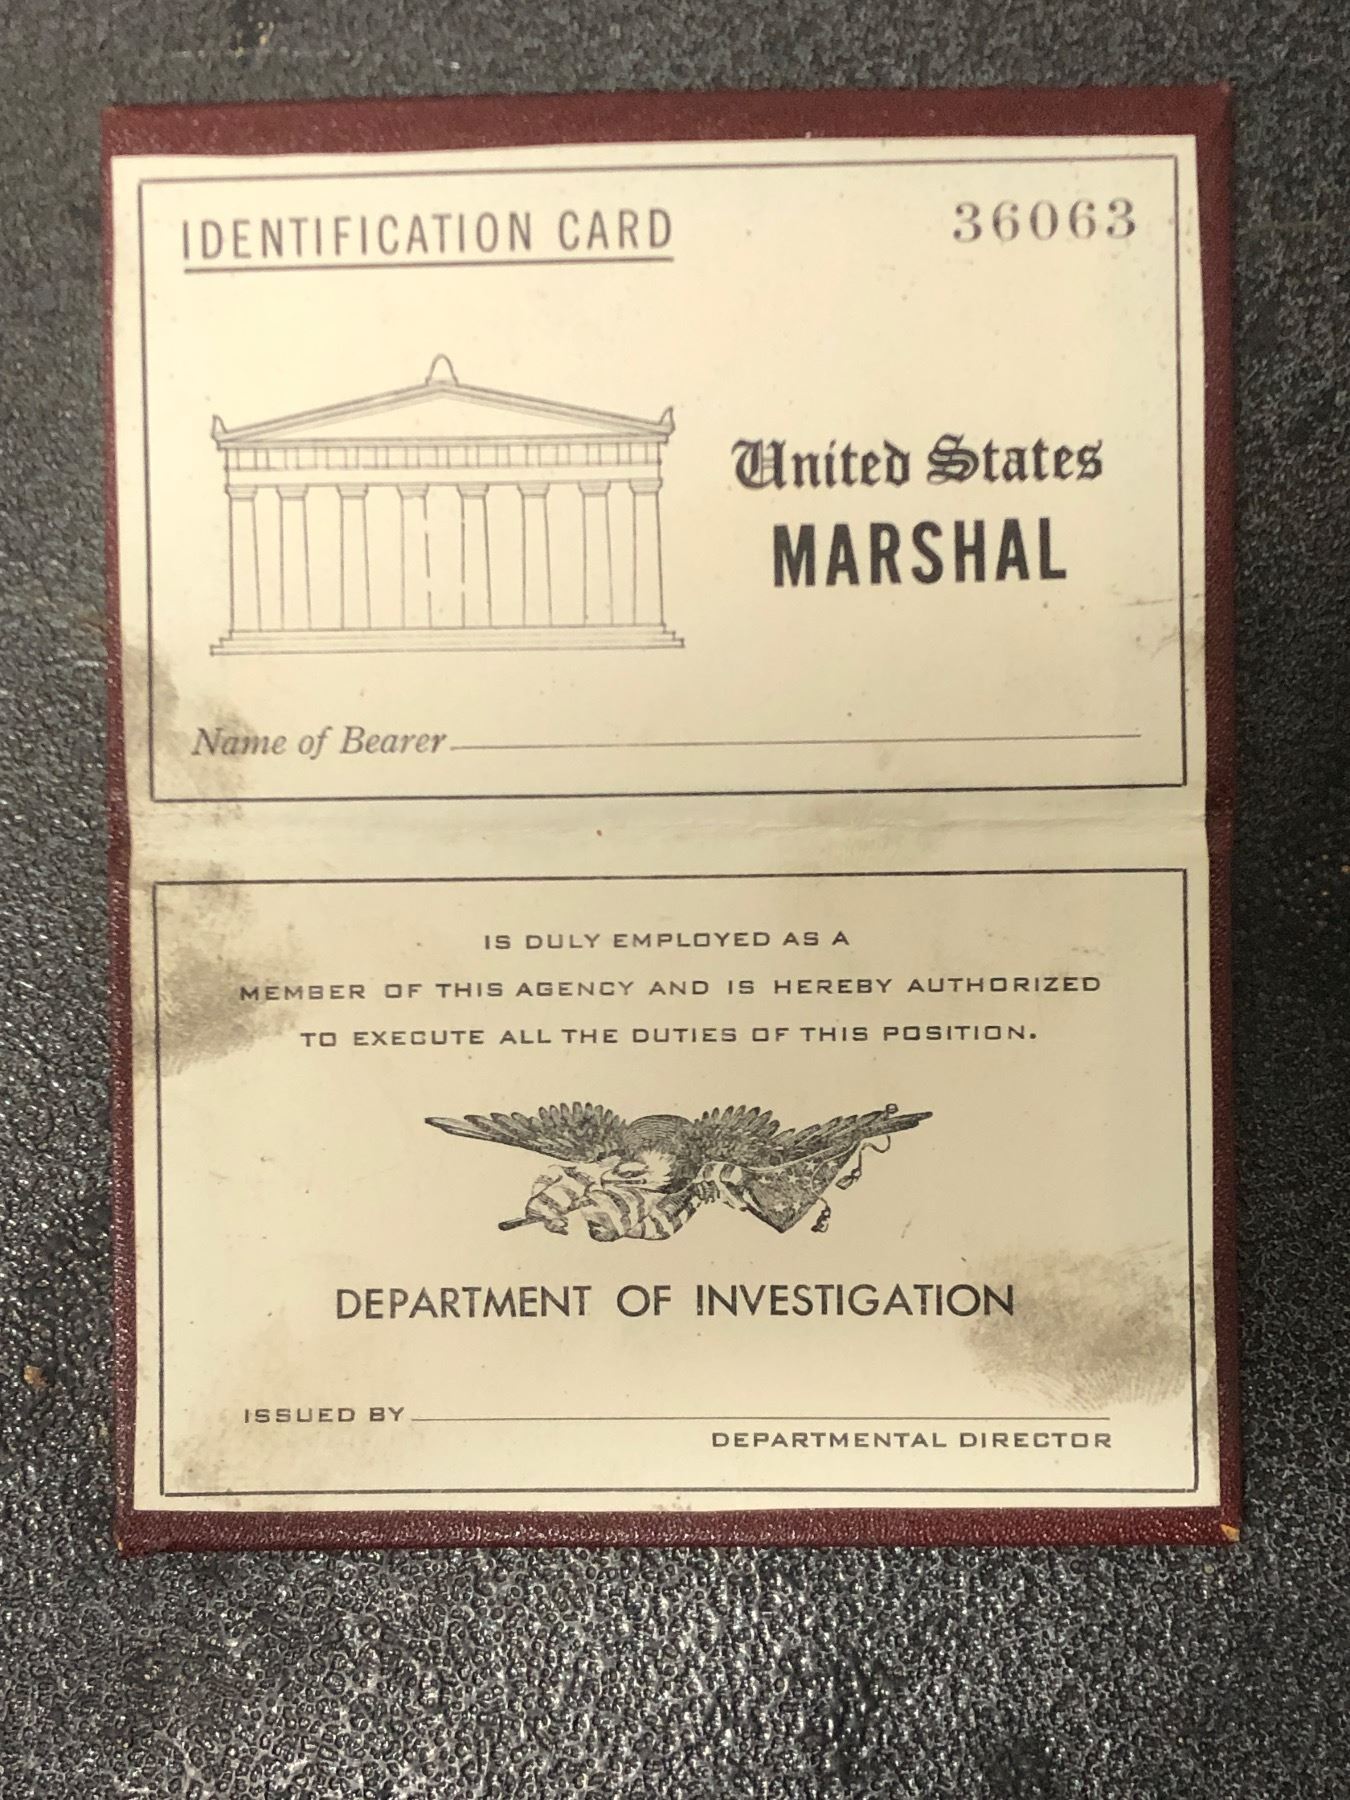 IDENTIFICATION CARD
36063
United States
MARSHAL
Name of Bearer
IS DULY EMPLOYED AS A
MEMBER OF THIS AGENCY AND IS HEREBY AUTHORIZED
TO EXECUTE ALL THE DUTIES OF THIS POSITION.
DEPARTMENT OF INVESTIGATION
ISSUED BY
DEPARTMENTAL DIRECTOR